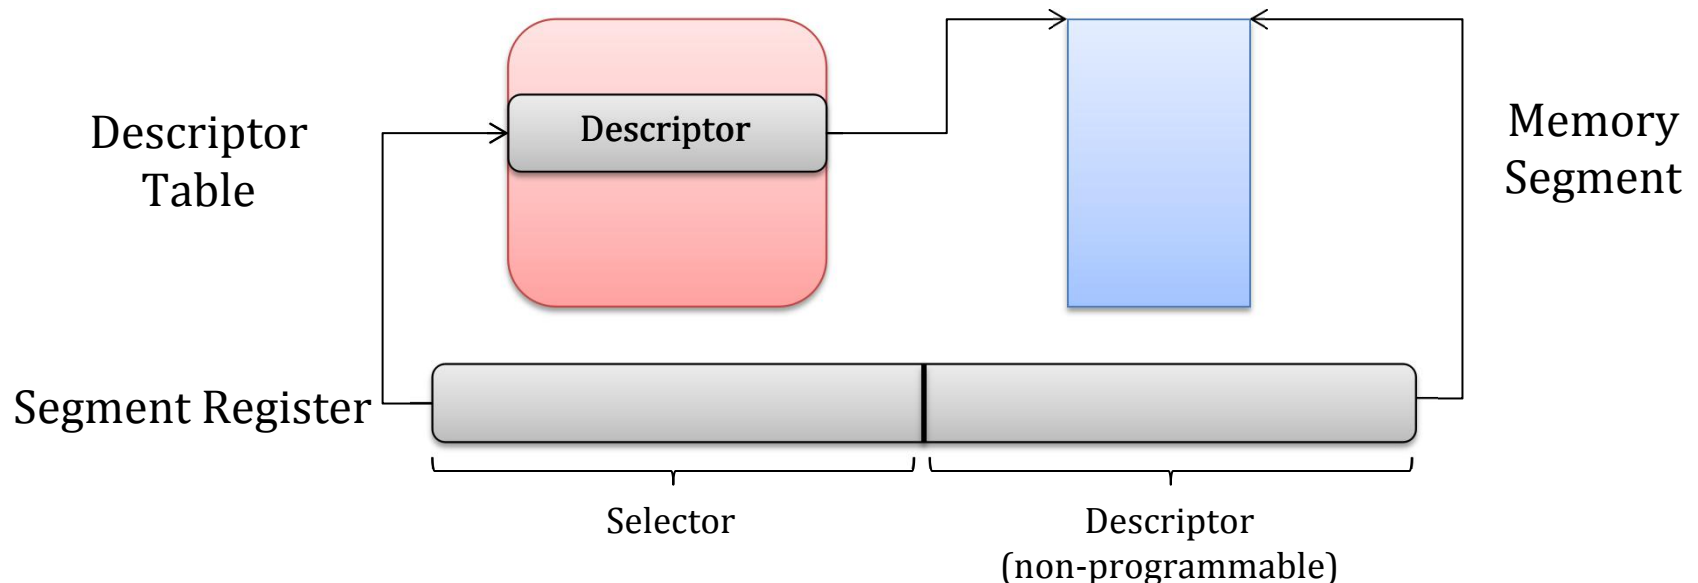 Descriptor
Table
Descriptor
Memory
Segment
Segment Register
Selector
Descriptor
(non-programmable)